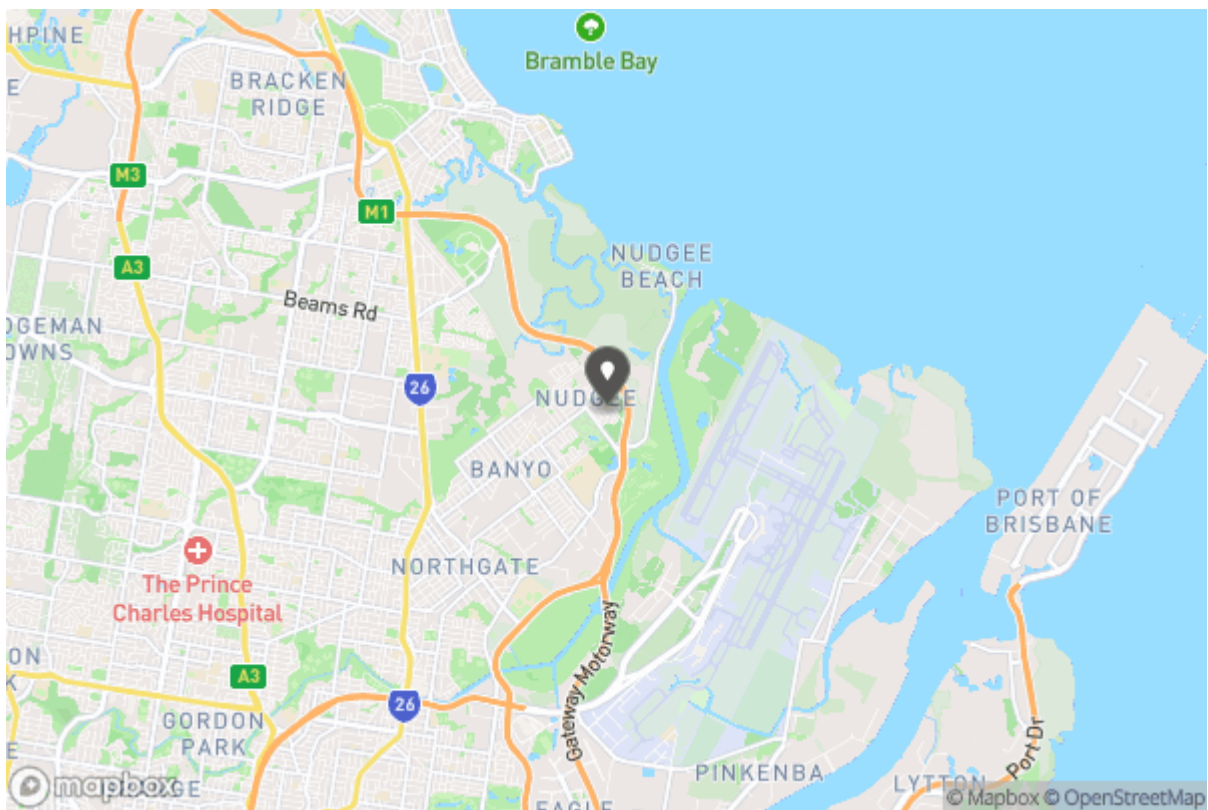 HPINE
Bramble Bay
BRACKEN
RIDGE
E
M3
M1
NUDGEE
BEACH
A3
Beams Rd
DGEMAN
OWNS
26
NUDGEE
BANYO
PORT OF
BRISBANE
NORTHGATE
The Prince
Charles Hospital
Gateway Motorway
ON
K
A3
26
GORDON
PARK
E
PINKENBA
Port Dr
LYTTON
mapbox
EAGLE
© Mapbox © OpenStreetMap